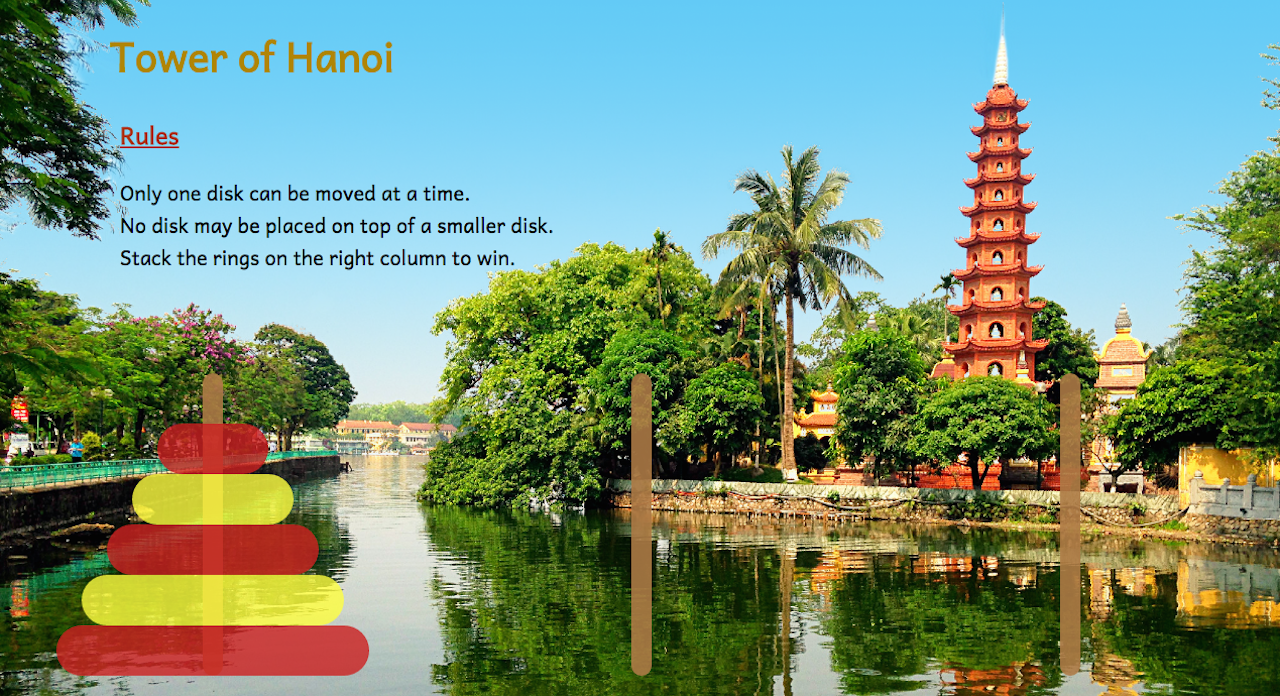 Tower of Hanoi
Rules
Only one disk can be moved at a time.
No disk may be placed on top of a smaller disk.
Stack the rings on the right column to win.